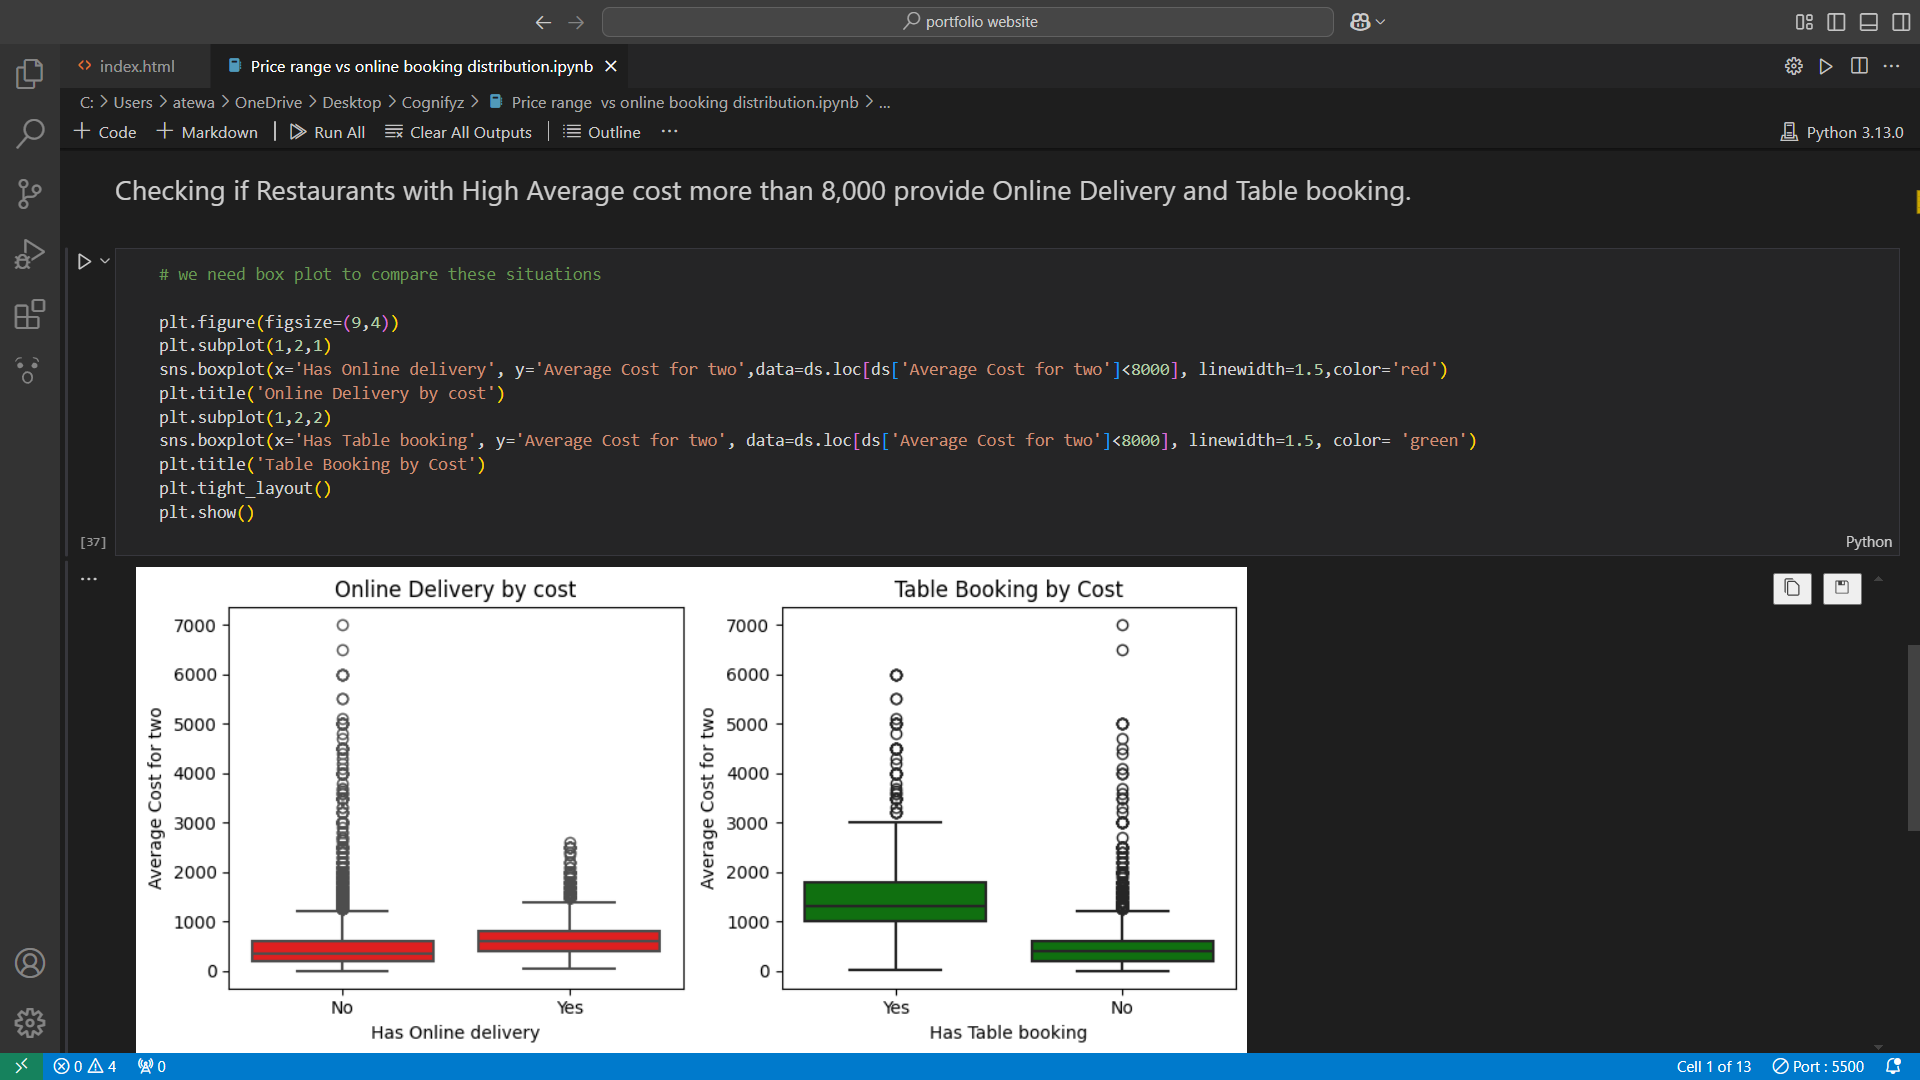 portfolio website
index.html
Price range vs online booking distribution.ipynb
C: > Users > atewa > OneDrive > Desktop > Cognifyz > Price range  vs online booking distribution.ipynb > ...
+ Code + Markdown | Run All Clear All Outputs | Outline ...
Python 3.13.0
Checking if Restaurants with High Average cost more than 8,000 provide Online Delivery and Table booking.
# we need box plot to compare these situations
plt.figure(figsize=(9,4))
plt.subplot(1,2,1)
sns.boxplot(x='Has Online delivery', y='Average Cost for two',data=ds.loc[ds['Average Cost for two']<8000], linewidth=1.5,color='red')
plt.title('Online Delivery by cost')
plt.subplot(1,2,2)
sns.boxplot(x='Has Table booking', y='Average Cost for two', data=ds.loc[ds['Average Cost for two']<8000], linewidth=1.5, color= 'green')
plt.title('Table Booking by Cost')
plt.tight_layout()
plt.show()
[37]
Python
...
Online Delivery by cost
7000
6000
5000
4000
3000
2000
1000
0
Average Cost for two
No Yes
Has Online delivery
Table Booking by Cost
7000
6000
5000
4000
3000
2000
1000
0
Average Cost for two
Yes No
Has Table booking
0 4 0
Cell 1 of 13
Port : 5500